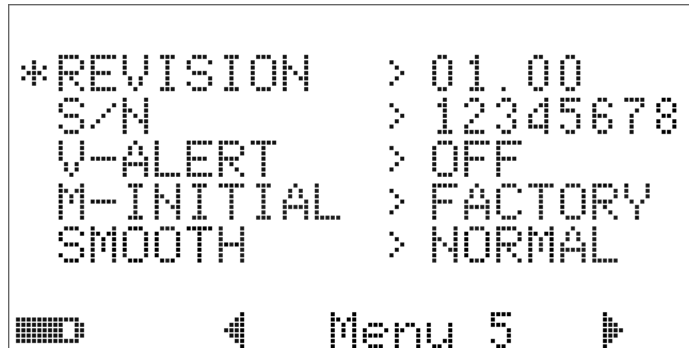 *REVISION > 01.00
S/N > 12345678
V-ALERT > OFF
M-INITIAL > FACTORY
SMOOTH > NORMAL
◀ Menu 5 ▶